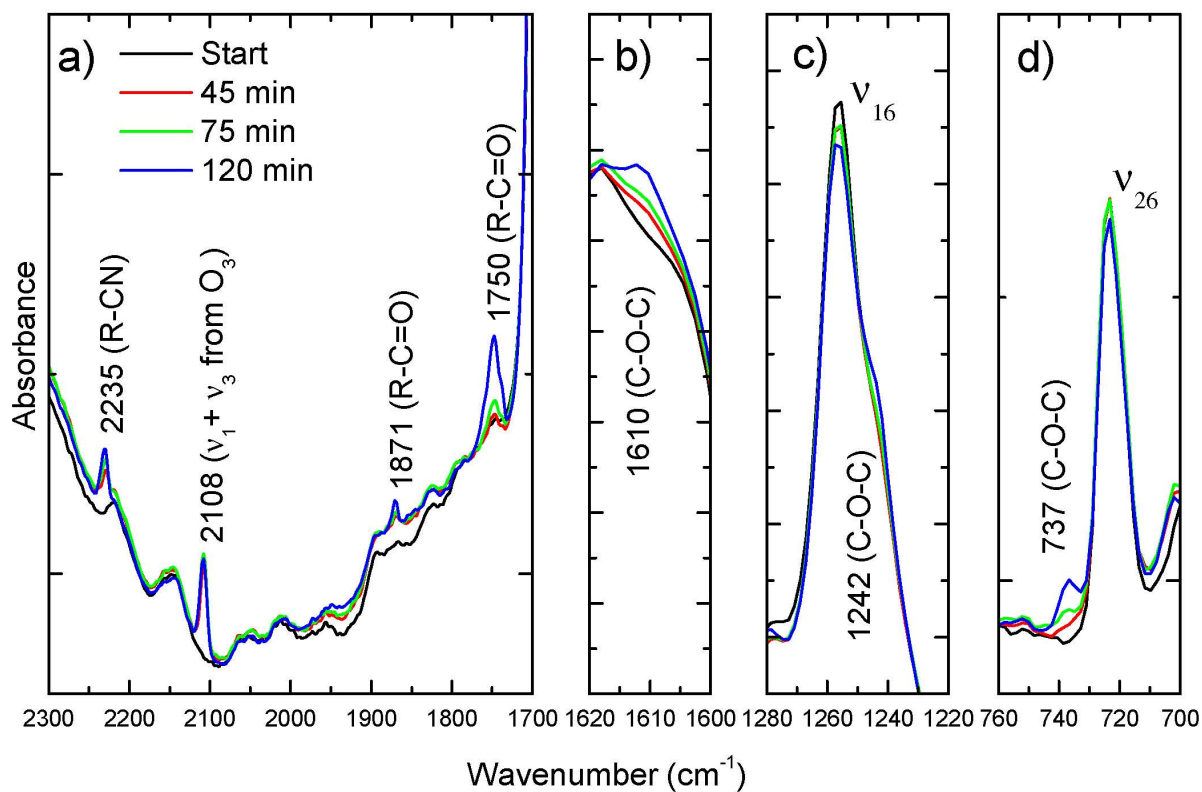 a)
Start
45 min
75 min
120 min
2235 (R-CN)
2108 (ν₁ + ν₃ from O₃)
1871 (R-C=O)
1750 (R-C=O)
b)
1610 (C-O-C)
c)
ν₁₆
1242 (C-O-C)
d)
ν₂₆
737 (C-O-C)
Absorbance
2300 2200 2100 2000 1900 1800 1700
1620 1610 1600
1280 1260 1240 1220
760 740 720 700
Wavenumber (cm⁻¹)